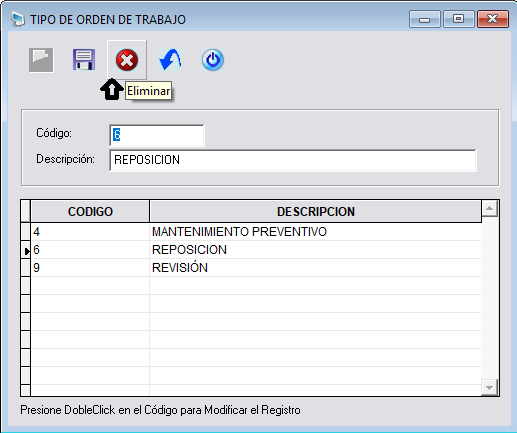 TIPO DE ORDEN DE TRABAJO
Eliminar
Código: 6
Descripción: REPOSICION
CODIGO DESCRIPCION
4 MANTENIMIENTO PREVENTIVO
6 REPOSICION
9 REVISIÓN
Presione DobleClick en el Código para Modificar el Registro